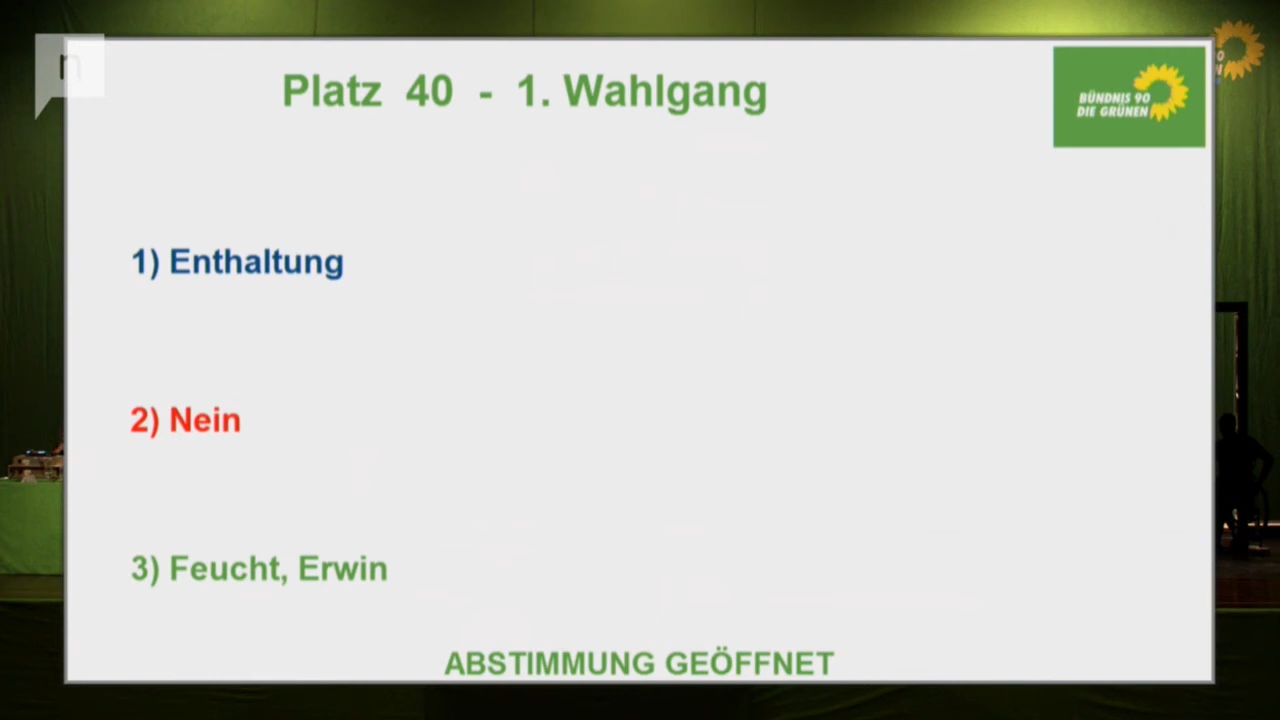 n
Platz 40 - 1. Wahlgang
BÜNDNIS 90
DIE GRÜNEN
1) Enthaltung
2) Nein
3) Feucht, Erwin
ABSTIMMUNG GEÖFFNET